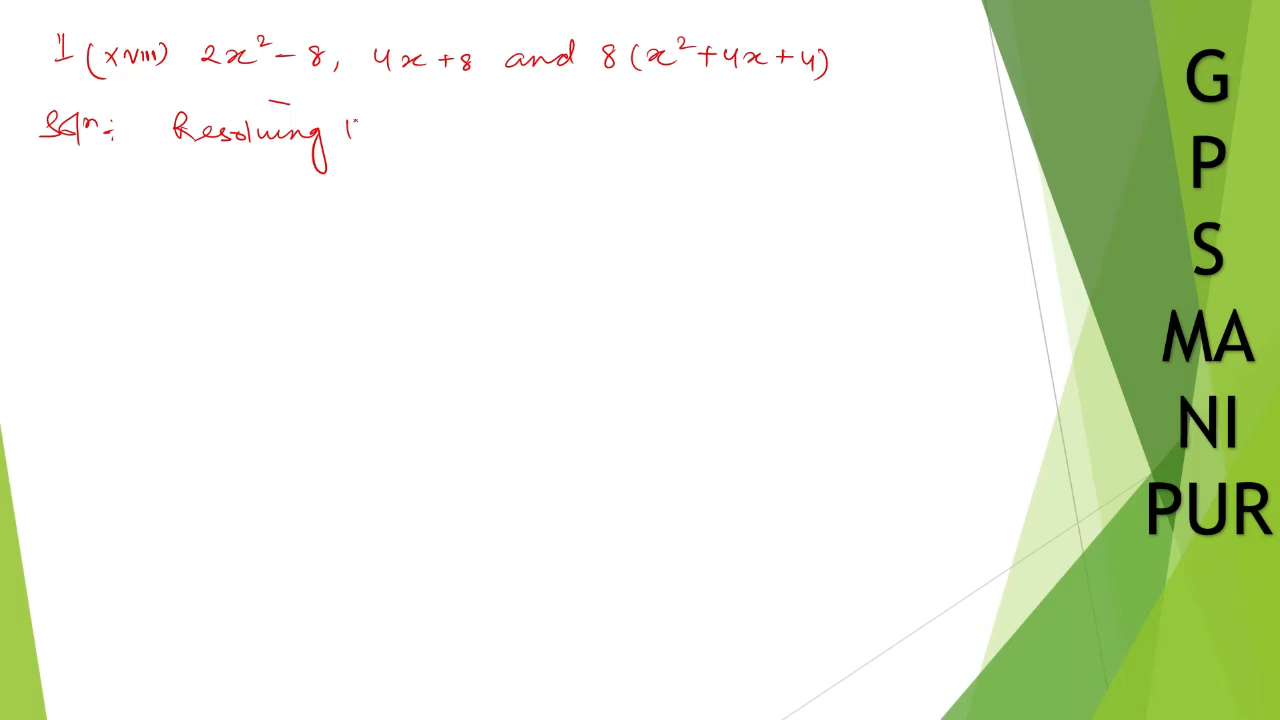 1 (xviii) 2x² - 8, 4x + 8 and 8(x² + 4x + 4)
Solⁿ: Resolving
G
P
S
MA
NI
PUR